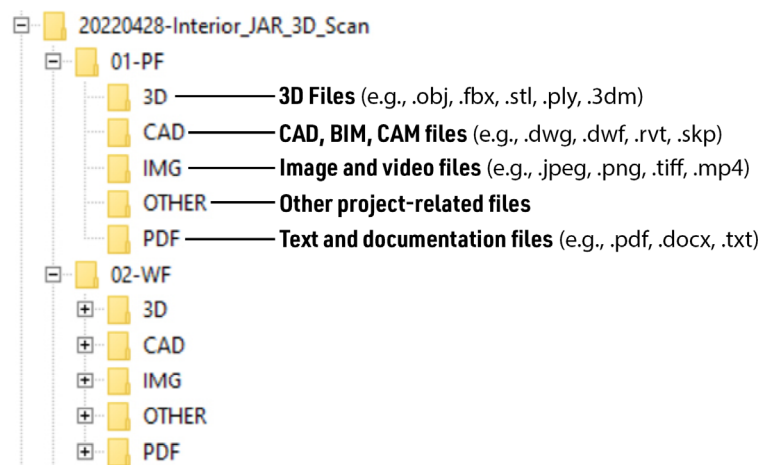 20220428-Interior_JAR_3D_Scan
01-PF
3D 3D Files (e.g., .obj, .fbx, .stl, .ply, .3dm)
CAD CAD, BIM, CAM files (e.g., .dwg, .dwf, .rvt, .skp)
IMG Image and video files (e.g., .jpeg, .png, .tiff, .mp4)
OTHER Other project-related files
PDF Text and documentation files (e.g., .pdf, .docx, .txt)
02-WF
3D
CAD
IMG
OTHER
PDF